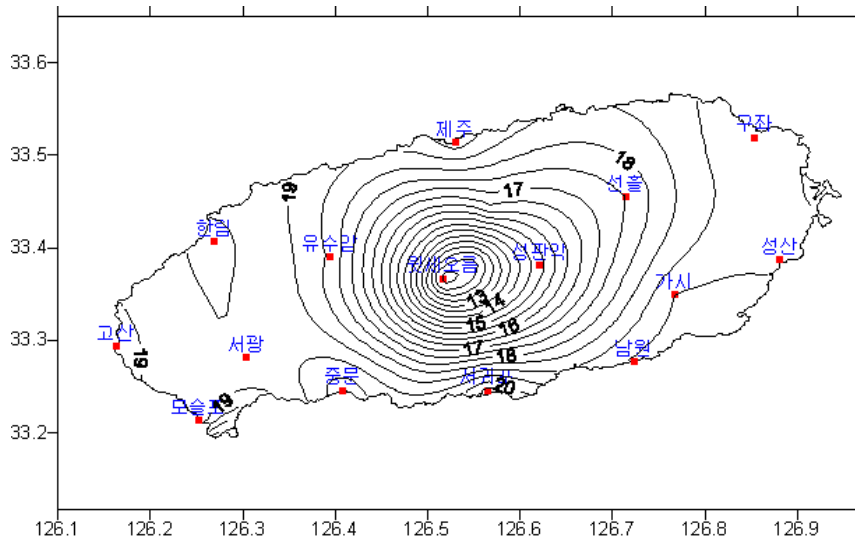 33.6
우좌
제주
33.5
19
18
선흘
17
한림
유수암
33.4
윗세오름
성판악
성산
가시
13
14
15
16
고산
33.3
19
서광
17
18
남원
중문
서귀포
20
19
모슬포
33.2
126.1 126.2 126.3 126.4 126.5 126.6 126.7 126.8 126.9